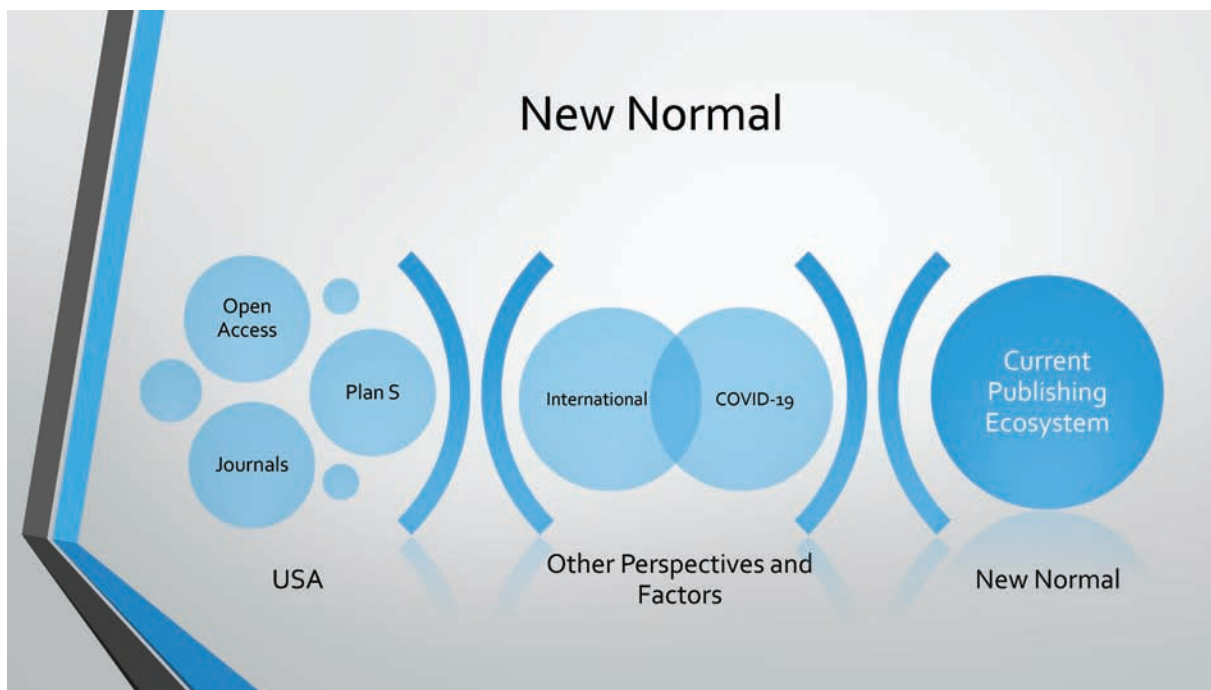 New Normal
Open
Access
Plan S
Journals
International
COVID-19
Current
Publishing
Ecosystem
USA
Other Perspectives and
Factors
New Normal